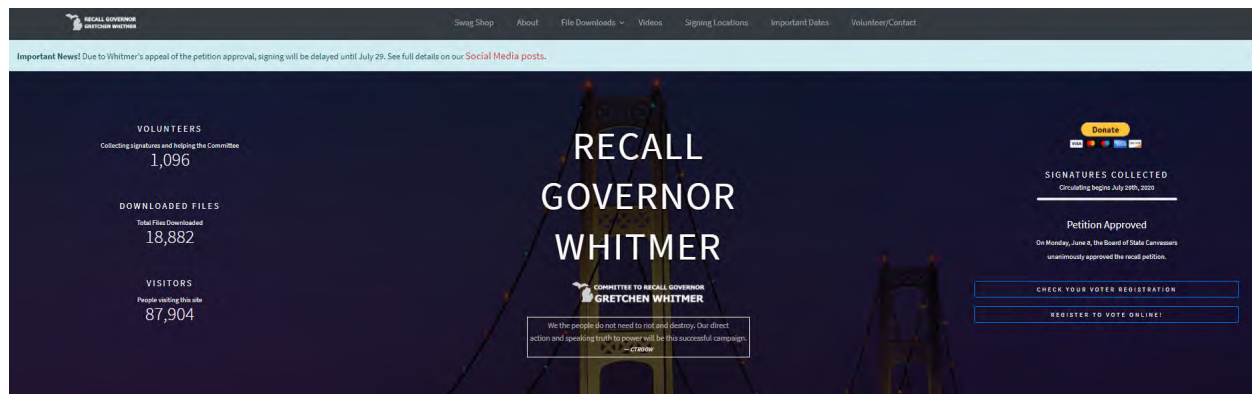 RECALL GOVERNOR
GRETCHEN WHITMER
Swag Shop About File Downloads Videos Signing Locations Important Dates Volunteer/Contact
Important News! Due to Whitmer's appeal of the petition approval, signing will be delayed until July 29. See full details on our Social Media posts.
VOLUNTEERS
Collecting signatures and helping the Committee
1,096
DOWNLOADED FILES
Total Files Downloaded
18,882
VISITORS
People visiting this site
87,904
RECALL
GOVERNOR
WHITMER
COMMITTEE TO RECALL GOVERNOR
GRETCHEN WHITMER
We the people do not need to riot and destroy. Our direct
action and speaking truth to power will be this successful campaign.
— CTRGGW
Donate
VISA
SIGNATURES COLLECTED
Circulating begins July 29th, 2020
Petition Approved
On Monday, June 8, the Board of State Canvassers
unanimously approved the recall petition.
CHECK YOUR VOTER REGISTRATION
REGISTER TO VOTE ONLINE!